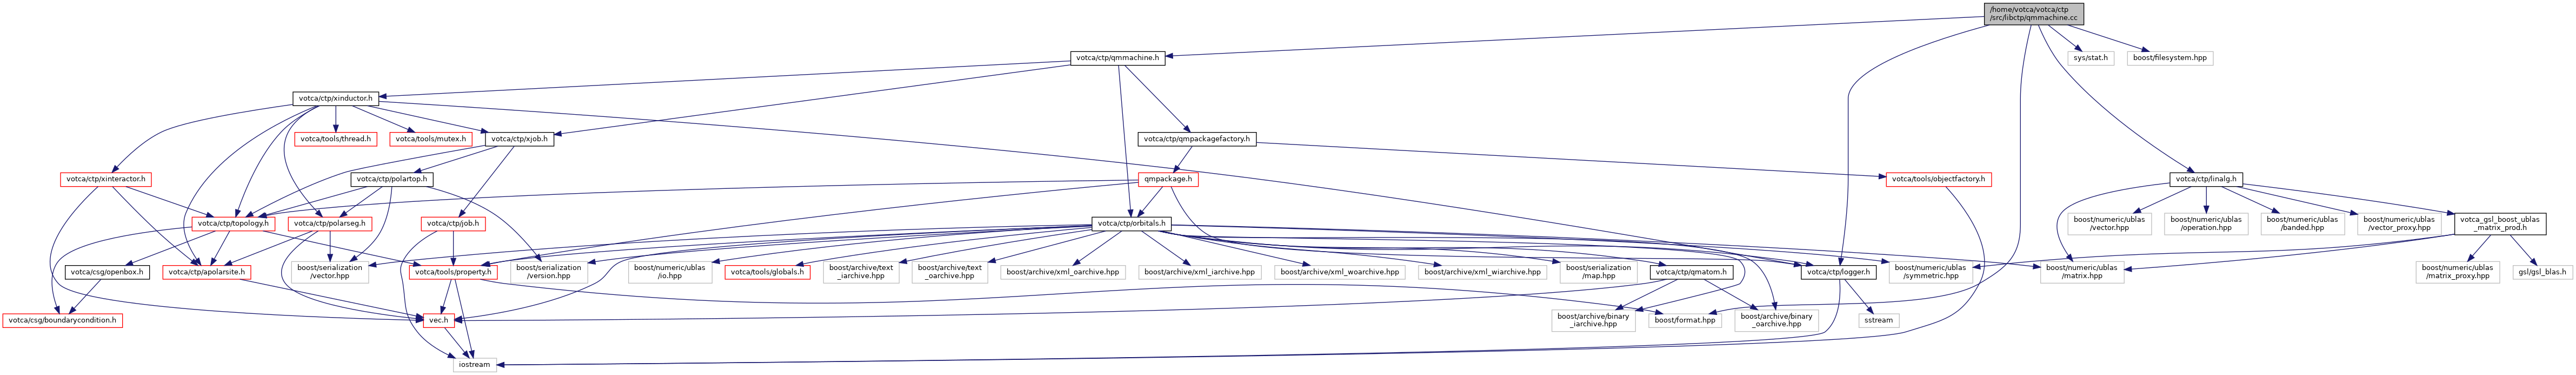 /home/votca/votca/ctp
/src/libctp/qmmachine.cc
votca/ctp/qmmachine.h
sys/stat.h
boost/filesystem.hpp
votca/ctp/xinductor.h
votca/tools/thread.h
votca/tools/mutex.h
votca/ctp/xjob.h
votca/ctp/qmpackagefactory.h
votca/ctp/xinteractor.h
votca/ctp/polartop.h
qmpackage.h
votca/tools/objectfactory.h
votca/ctp/linalg.h
votca/ctp/topology.h
votca/ctp/polarseg.h
votca/ctp/job.h
votca/ctp/orbitals.h
boost/numeric/ublas
/vector.hpp
boost/numeric/ublas
/operation.hpp
boost/numeric/ublas
/banded.hpp
boost/numeric/ublas
/vector_proxy.hpp
votca_gsl_boost_ublas
_matrix_prod.h
votca/csg/openbox.h
votca/ctp/apolarsite.h
boost/serialization
/vector.hpp
votca/tools/property.h
boost/serialization
/version.hpp
boost/numeric/ublas
/io.hpp
votca/tools/globals.h
boost/archive/text
_iarchive.hpp
boost/archive/text
_oarchive.hpp
boost/archive/xml_oarchive.hpp
boost/archive/xml_iarchive.hpp
boost/archive/xml_woarchive.hpp
boost/archive/xml_wiarchive.hpp
boost/serialization
/map.hpp
votca/ctp/qmatom.h
votca/ctp/logger.h
boost/numeric/ublas
/symmetric.hpp
boost/numeric/ublas
/matrix.hpp
boost/numeric/ublas
/matrix_proxy.hpp
gsl/gsl_blas.h
votca/csg/boundarycondition.h
vec.h
boost/archive/binary
_iarchive.hpp
boost/format.hpp
boost/archive/binary
_oarchive.hpp
sstream
iostream